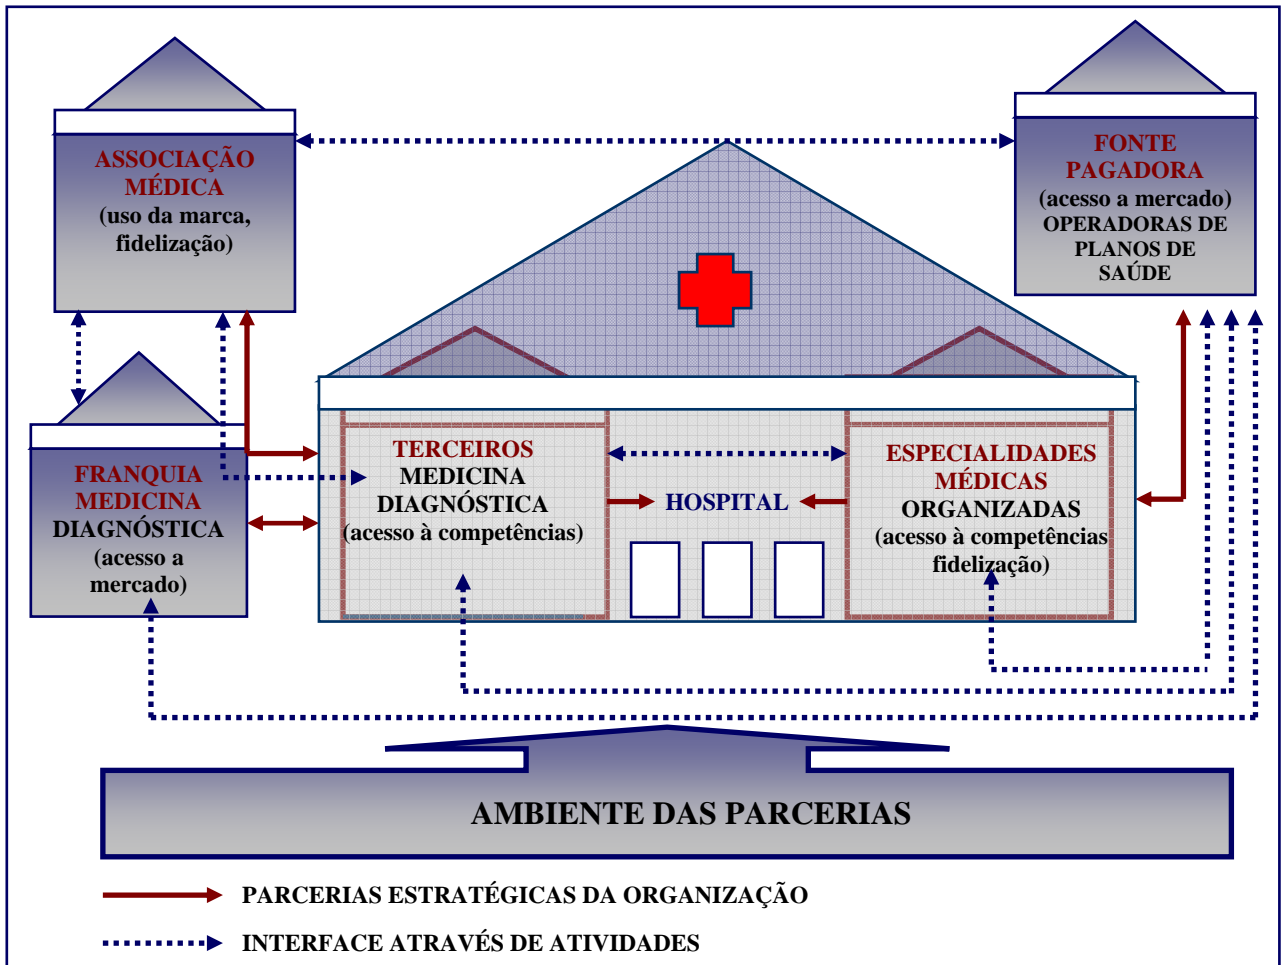 ASSOCIAÇÃO
MÉDICA
(uso da marca,
fidelização)
FONTE
PAGADORA
(acesso a mercado)
OPERADORAS DE
PLANOS DE
SAÚDE
FRANQUIA
MEDICINA
DIAGNÓSTICA
(acesso a
mercado)
TERCEIROS
MEDICINA
DIAGNÓSTICA
(acesso à competências)
HOSPITAL
ESPECIALIDADES
MÉDICAS
ORGANIZADAS
(acesso à competências
fidelização)
AMBIENTE DAS PARCERIAS
PARCERIAS ESTRATÉGICAS DA ORGANIZAÇÃO
INTERFACE ATRAVÉS DE ATIVIDADES